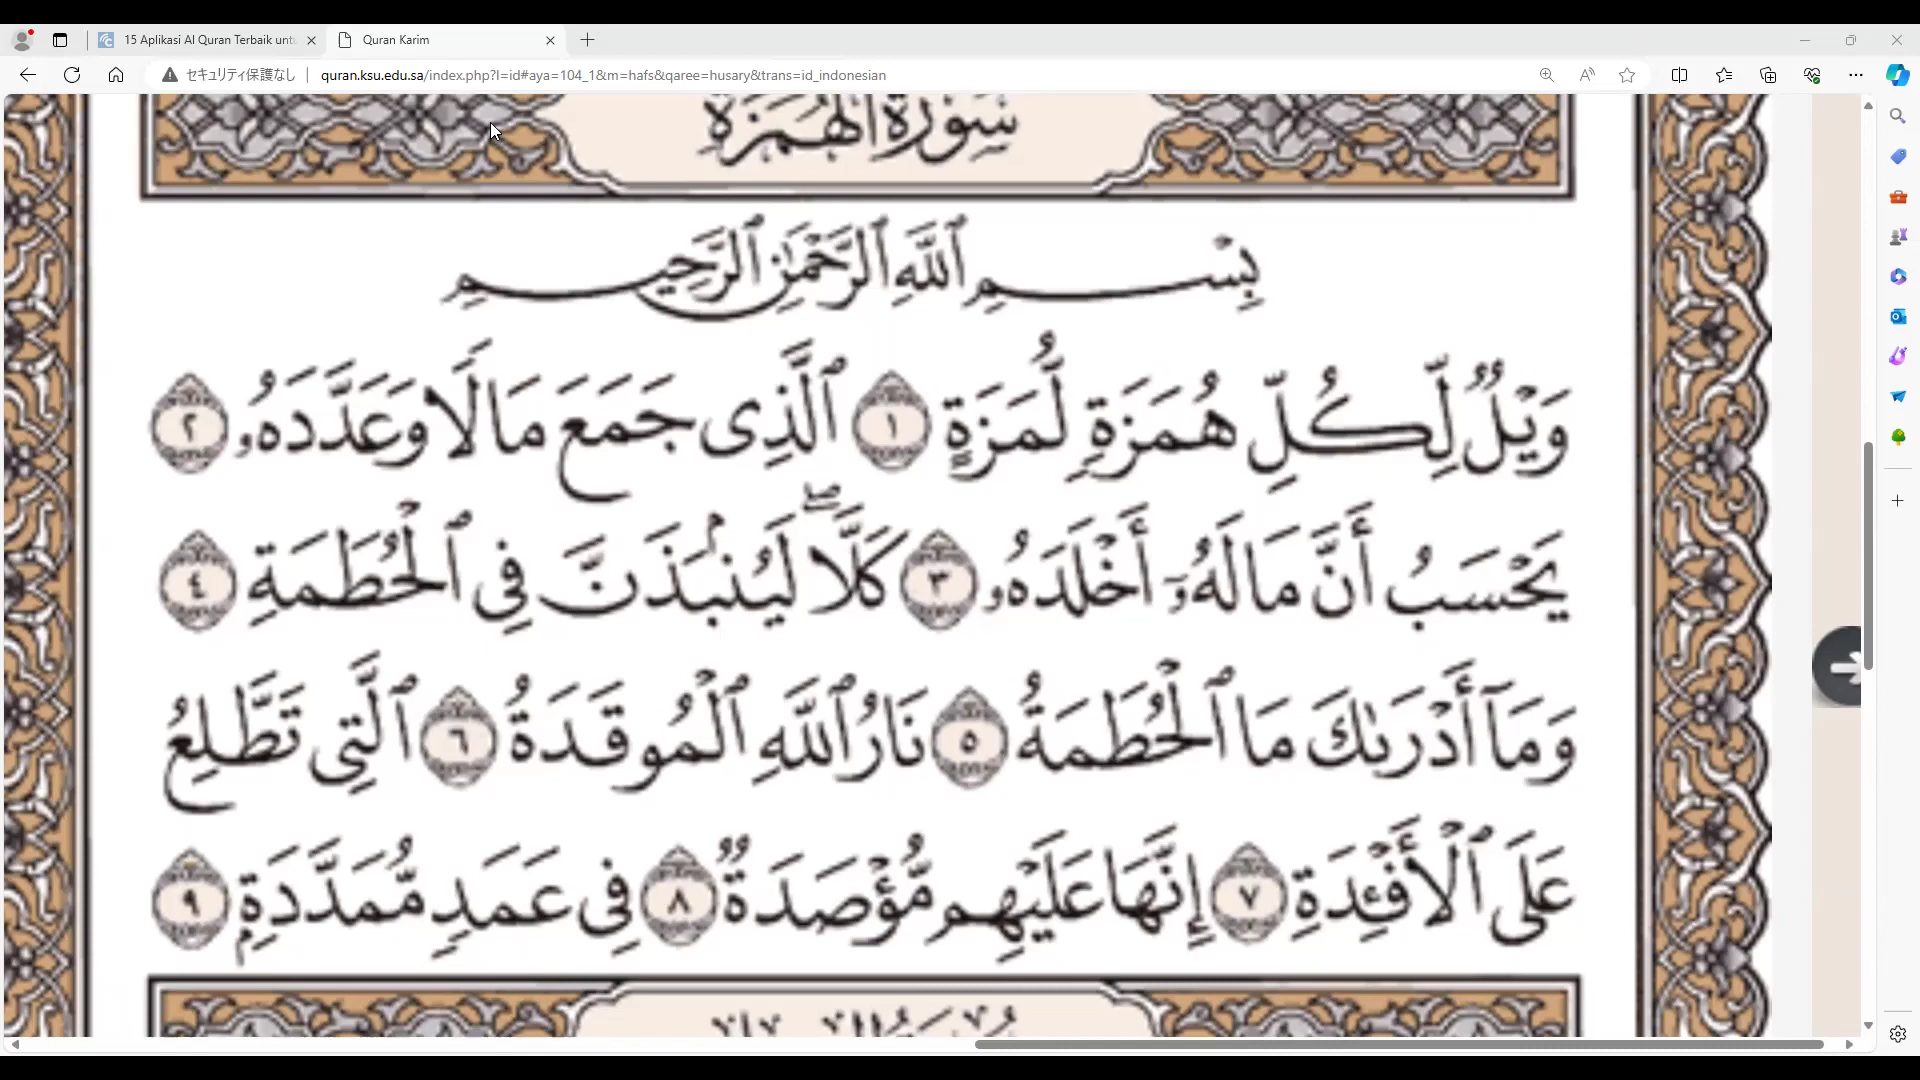 15 Aplikasi Al Quran Terbaik untu
Quran Karim
セキュリティ保護なし
quran.ksu.edu.sa/index.php?l=id#aya=104_1&m=hafs&qaree=husary&trans=id_indonesian
سُورَةُ الهُمَزَةِ
بِسْمِ ٱللَّهِ ٱلرَّحْمَٰنِ ٱلرَّحِيمِ
وَيْلٌ لِّكُلِّ هُمَزَةٍ لُّمَزَةٍ ١ ٱلَّذِى جَمَعَ مَالًا وَعَدَّدَهُۥ ٢
يَحْسَبُ أَنَّ مَالَهُۥٓ أَخْلَدَهُۥ ٣ كَلَّا ۖ لَيُنۢبَذَنَّ فِى ٱلْحُطَمَةِ ٤
وَمَآ أَدْرَىٰكَ مَا ٱلْحُطَمَةُ ٥ نَارُ ٱللَّهِ ٱلْمُوقَدَةُ ٦ ٱلَّتِى تَطَّلِعُ
عَلَى ٱلْأَفْـِٔدَةِ ٧ إِنَّهَا عَلَيْهِم مُّؤْصَدَةٌ ٨ فِى عَمَدٍ مُّمَدَّدَةٍۭ ٩